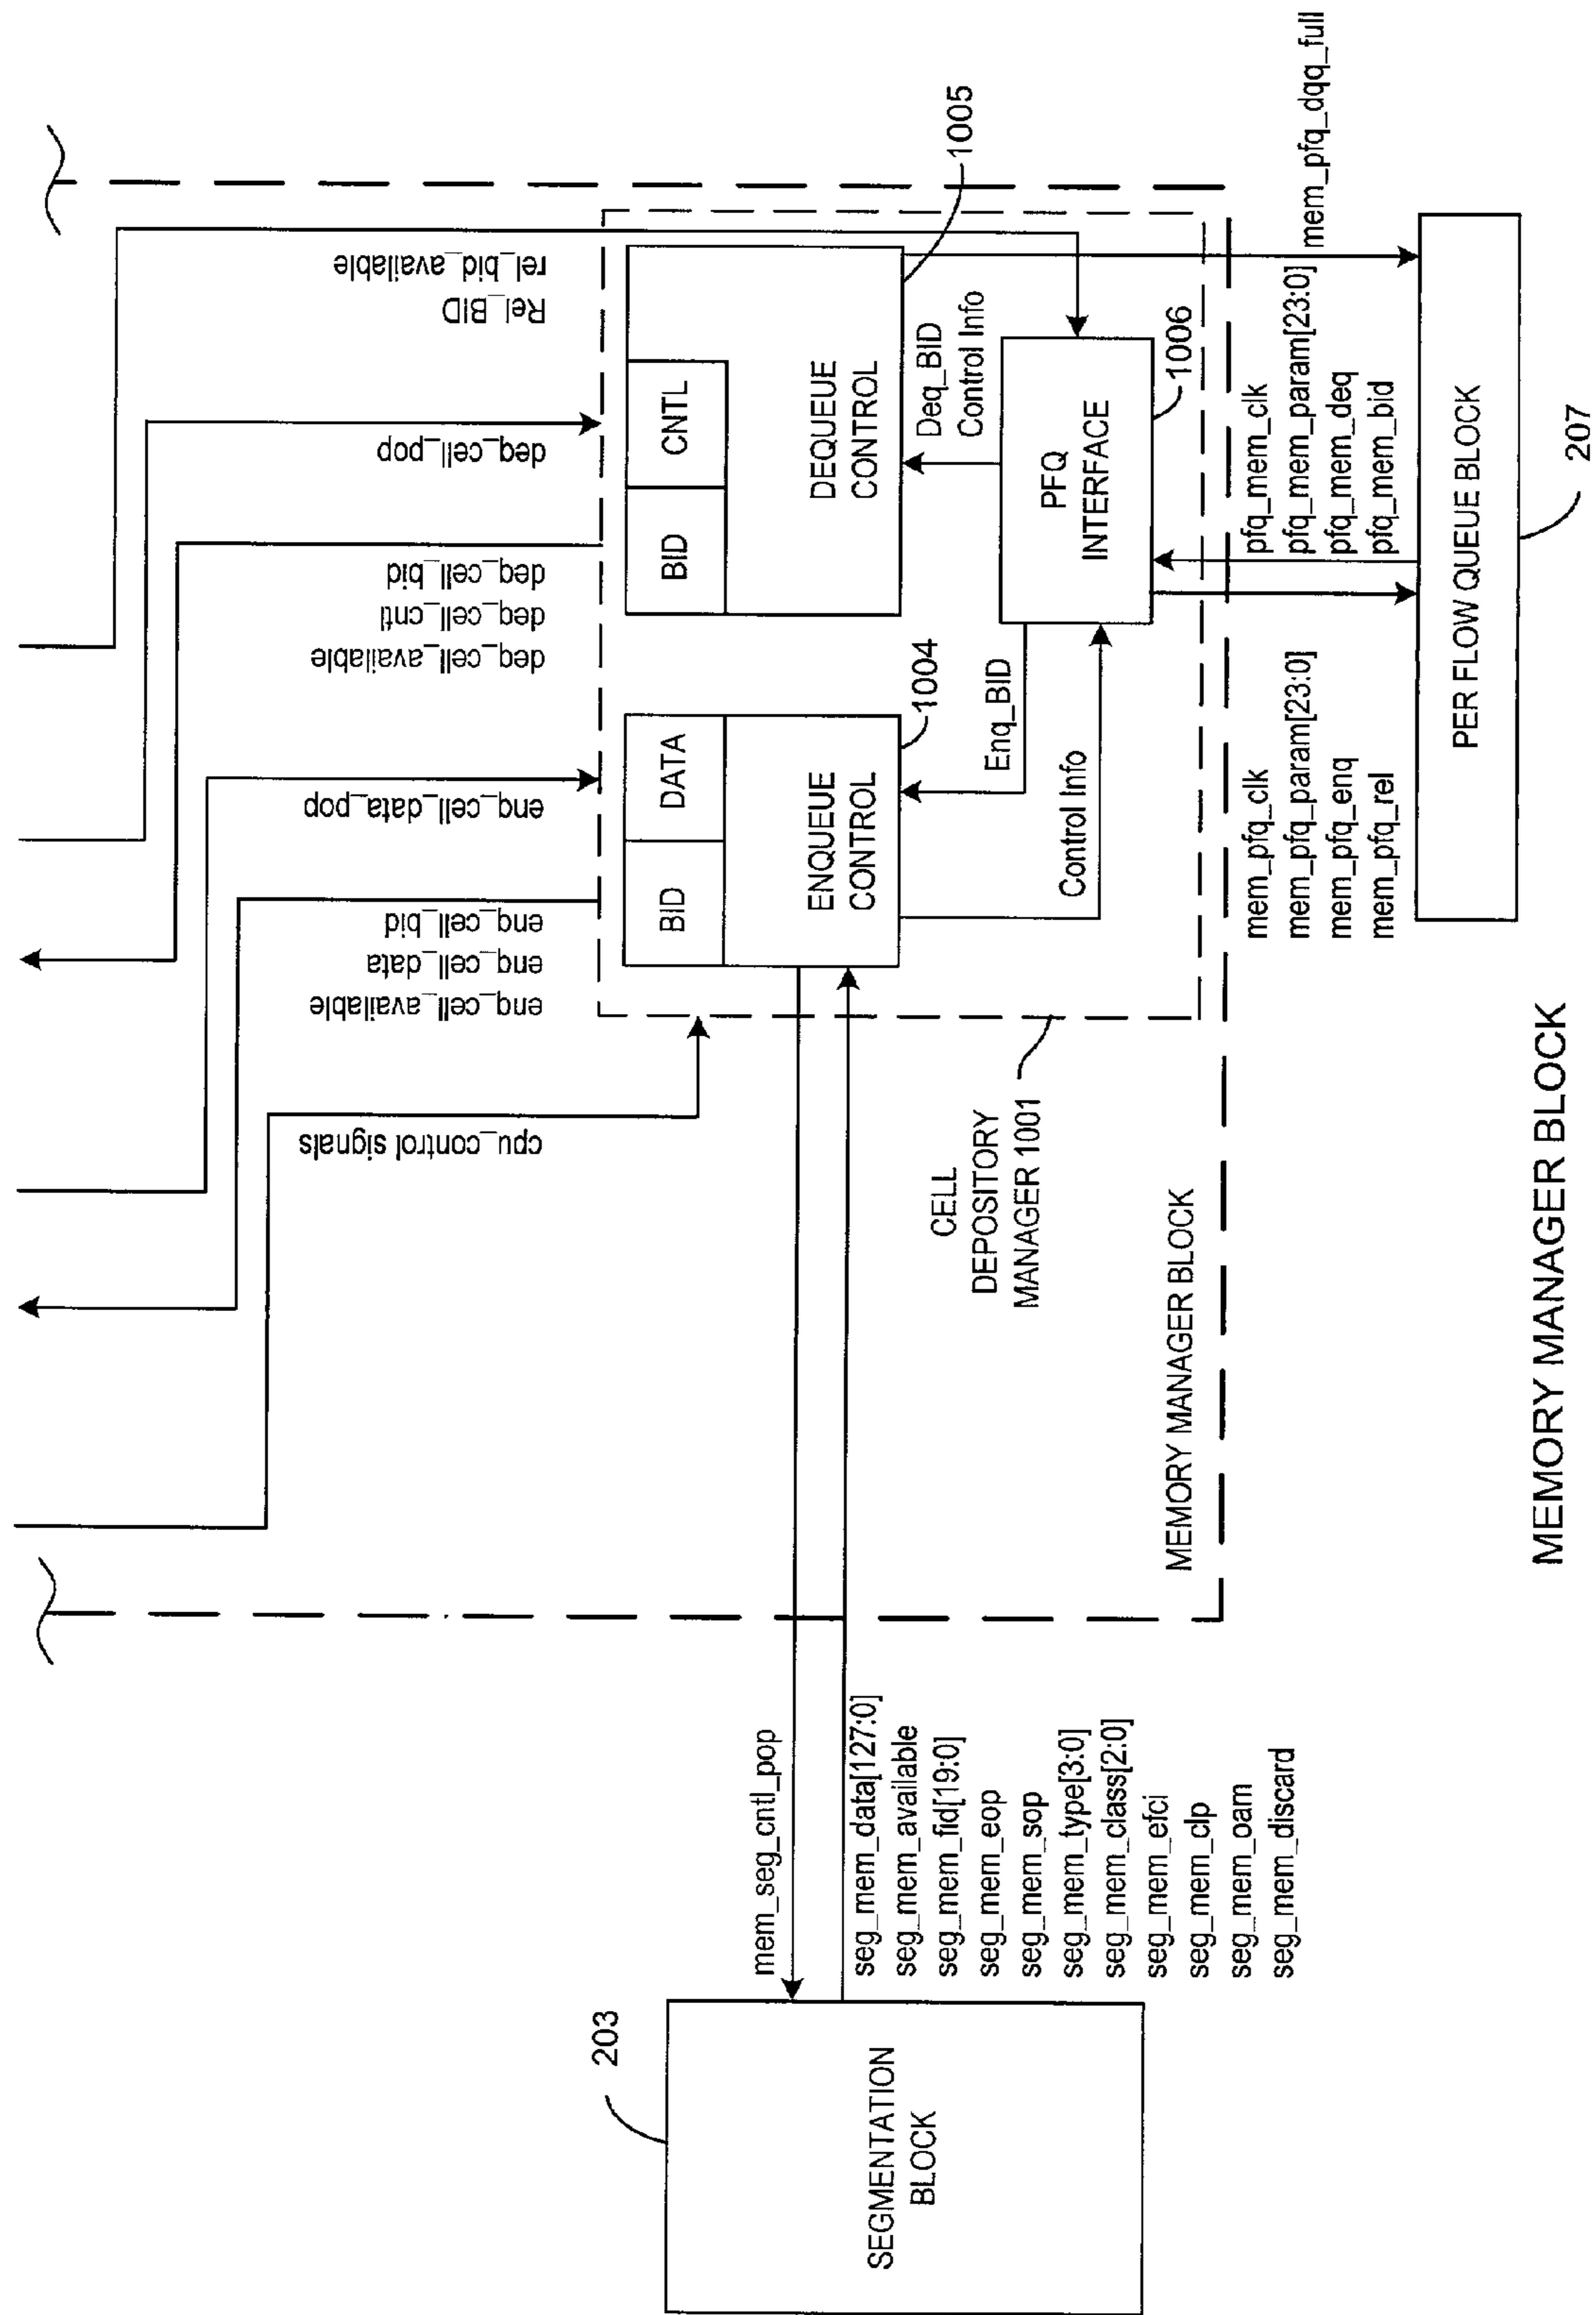 203
SEGMENTATION
BLOCK
mem_seg_cntl_pop
seg_mem_data[127:0]
seg_mem_available
seg_mem_fid[19:0]
seg_mem_eop
seg_mem_sop
seg_mem_type[3:0]
seg_mem_class[2:0]
seg_mem_efci
seg_mem_clp
seg_mem_oam
seg_mem_discard
cpu_control signals
enq_cell_available
enq_cell_data
enq_cell_bid
enq_cell_data_pop
deq_cell_available
deq_cell_cntl
deq_cell_bid
deq_cell_pop
Rel_BID
rel_bid_available
BID
DATA
ENQUEUE
CONTROL
1004
BID
CNTL
DEQUEUE
CONTROL
1005
Enq_BID
Control Info
Deq_BID
Control Info
PFQ
INTERFACE
1006
CELL
DEPOSITORY
MANAGER 1001
MEMORY MANAGER BLOCK
mem_pfq_clk
mem_pfq_param[23:0]
mem_pfq_enq
mem_pfq_rel
pfq_mem_clk
pfq_mem_param[23:0]
pfq_mem_deq
pfq_mem_bid
mem_pfq_dqq_full
PER FLOW QUEUE BLOCK
207
MEMORY MANAGER BLOCK